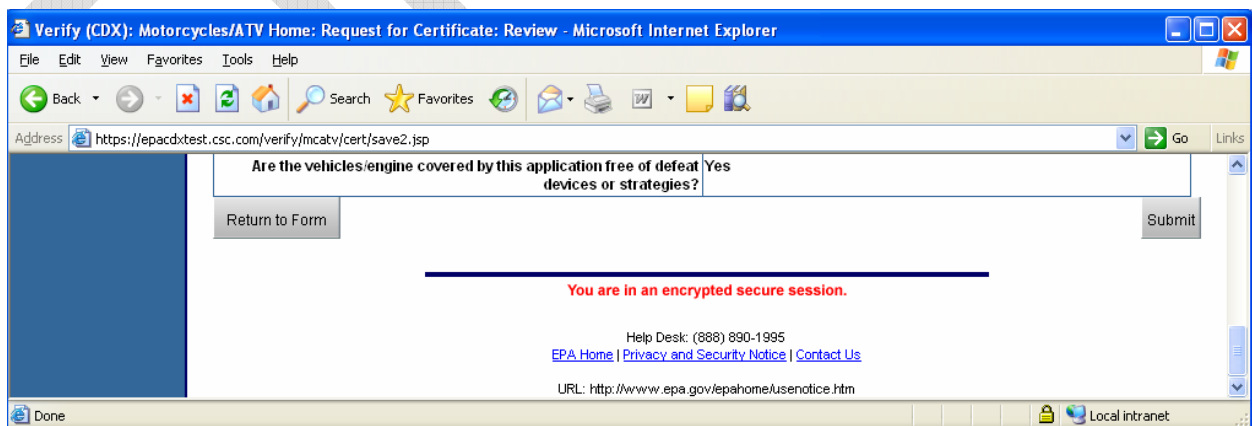 Verify (CDX): Motorcycles/ATV Home: Request for Certificate: Review - Microsoft Internet Explorer
File Edit View Favorites Tools Help
Back Search Favorites
Address https://epacdxtest.csc.com/verify/mcatv/cert/save2.jsp Go Links
Are the vehicles/engine covered by this application free of defeat Yes
devices or strategies?
Return to Form Submit
You are in an encrypted secure session.
Help Desk: (888) 890-1995
EPA Home | Privacy and Security Notice | Contact Us
URL: http://www.epa.gov/epahome/usenotice.htm
Done Local intranet